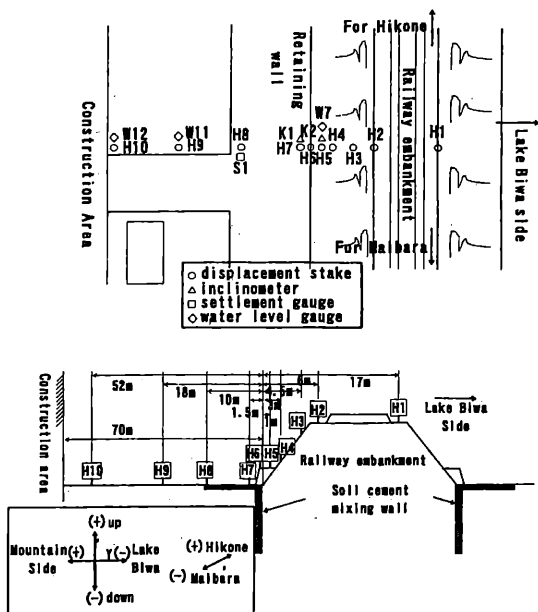 For Hikone
Retaining
wall
Railway embankment
Construction Area
Lake Biwa side
W12
H10
W11
H9
H8
S1
K1
K2
W7
H4
H7
H6
H5
H3
H2
H1
Fur Maibara
displacement stake
inclinometer
settlement gauge
water level gauge
Construction area
52m
18m
10m
1.5m
1m
6m
17m
70m
H10
H9
H8
H7
H6
H5
H4
H3
H2
H1
Lake Biwa
Side
Railway embankment
Soil cement
mixing wall
(+) up
Mountain
Side
(+)
Y(-)
Lake
Biwa
(-) down
(+) Hikone
(-) Maibara